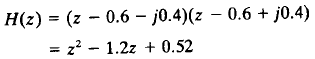 H(z) = (z − 0.6 − j0.4)(z − 0.6 + j0.4)
= z² − 1.2z + 0.52